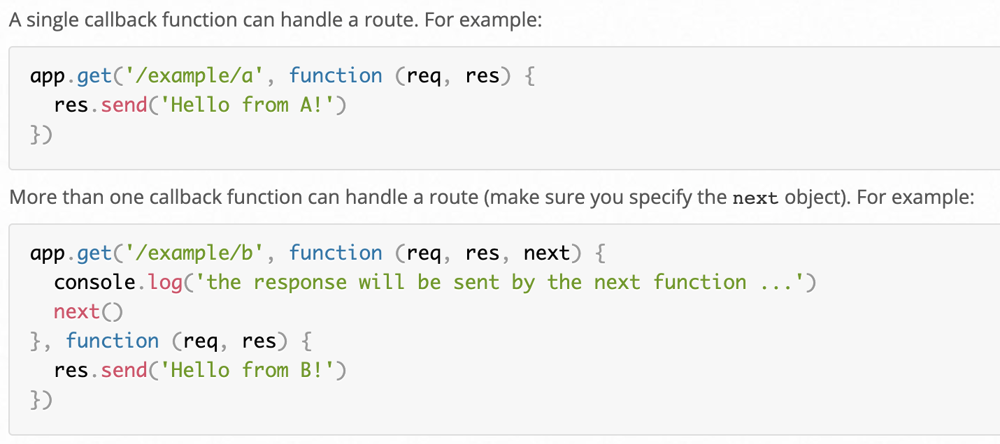 A single callback function can handle a route. For example:
app.get('/example/a', function (req, res) {
  res.send('Hello from A!')
})
More than one callback function can handle a route (make sure you specify the next object). For example:
app.get('/example/b', function (req, res, next) {
  console.log('the response will be sent by the next function ...')
  next()
}, function (req, res) {
  res.send('Hello from B!')
})